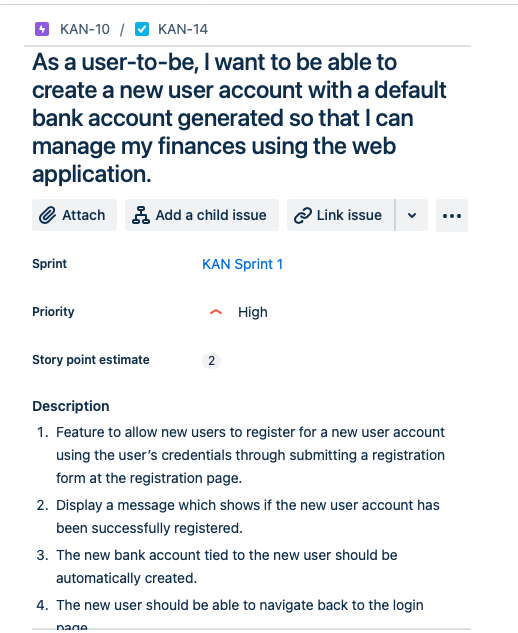 KAN-10 / KAN-14
As a user-to-be, I want to be able to
create a new user account with a default
bank account generated so that I can
manage my finances using the web
application.
Attach Add a child issue Link issue
Sprint KAN Sprint 1
Priority High
Story point estimate 2
Description
1. Feature to allow new users to register for a new user account
using the user's credentials through submitting a registration
form at the registration page.
2. Display a message which shows if the new user account has
been successfully registered.
3. The new bank account tied to the new user should be
automatically created.
4. The new user should be able to navigate back to the login
page.